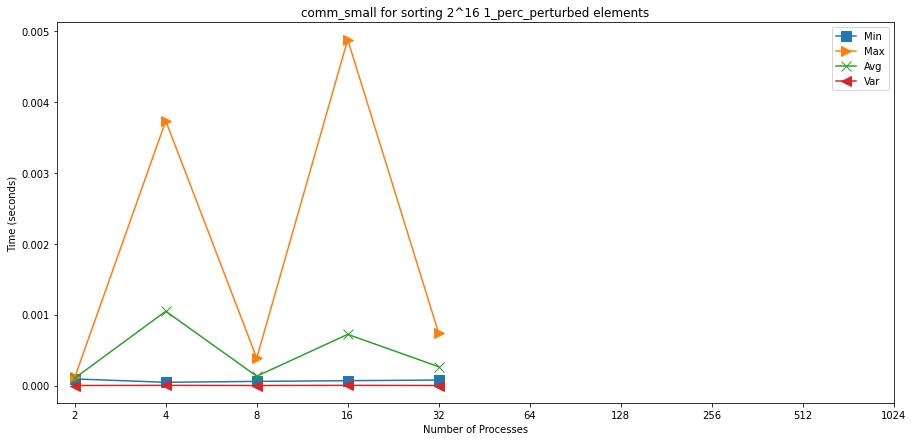 comm_small for sorting 2^16 1_perc_perturbed elements
Min
Max
Avg
Var
Time (seconds)
0.005
0.004
0.003
0.002
0.001
0.000
2 4 8 16 32 64 128 256 512 1024
Number of Processes